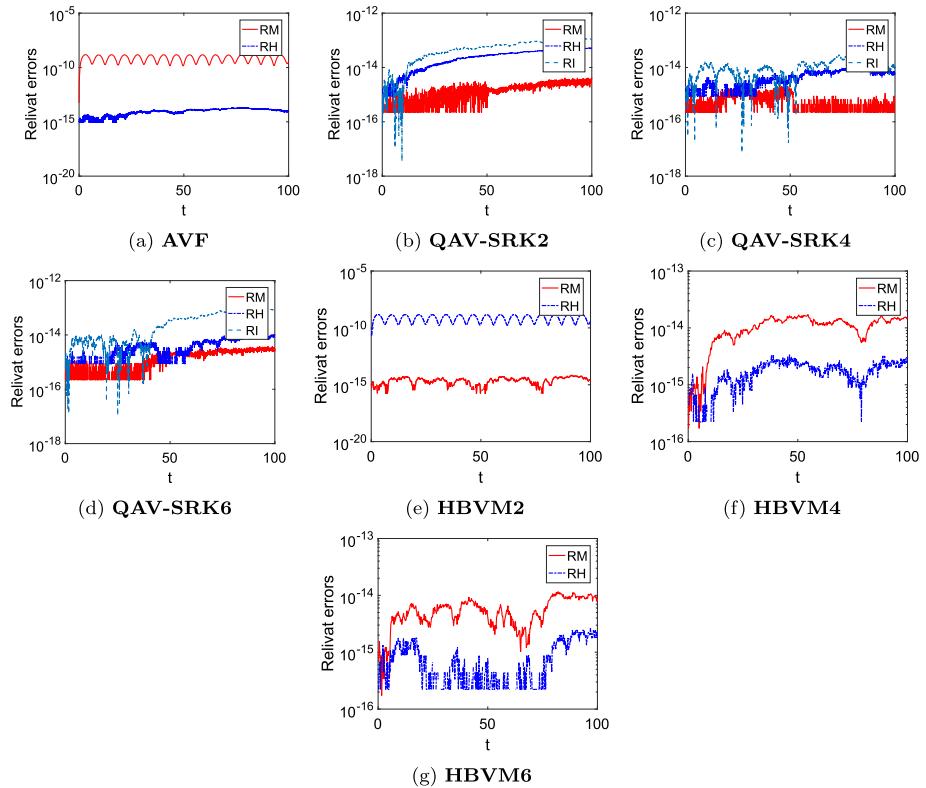 10^-5
RM
RH
10^-10
10^-15
10^-20
Relivat errors
0 50 100
t
(a) AVF
10^-12
RM
RH
RI
10^-14
10^-16
10^-18
Relivat errors
0 50 100
t
(b) QAV-SRK2
10^-12
RM
RH
RI
10^-14
10^-16
10^-18
Relivat errors
0 50 100
t
(c) QAV-SRK4
10^-12
RM
RH
RI
10^-14
10^-16
10^-18
Relivat errors
0 50 100
t
(d) QAV-SRK6
10^-5
RM
RH
10^-10
10^-15
10^-20
Relivat errors
0 50 100
t
(e) HBVM2
10^-13
RM
RH
10^-14
10^-15
10^-16
Relivat errors
0 50 100
t
(f) HBVM4
10^-13
RM
RH
10^-14
10^-15
10^-16
Relivat errors
0 50 100
t
(g) HBVM6